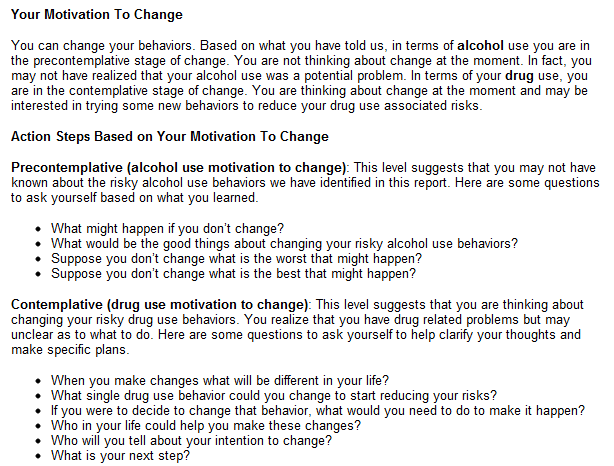 Your Motivation To Change
You can change your behaviors. Based on what you have told us, in terms of alcohol use you are in
the precontemplative stage of change. You are not thinking about change at the moment. In fact, you
may not have realized that your alcohol use was a potential problem. In terms of your drug use, you
are in the contemplative stage of change. You are thinking about change at the moment and may be
interested in trying some new behaviors to reduce your drug use associated risks.
Action Steps Based on Your Motivation To Change
Precontemplative (alcohol use motivation to change): This level suggests that you may not have
known about the risky alcohol use behaviors we have identified in this report. Here are some questions
to ask yourself based on what you learned.
• What might happen if you don't change?
• What would be the good things about changing your risky alcohol use behaviors?
• Suppose you don't change what is the worst that might happen?
• Suppose you don't change what is the best that might happen?
Contemplative (drug use motivation to change): This level suggests that you are thinking about
changing your risky drug use behaviors. You realize that you have drug related problems but may
unclear as to what to do. Here are some questions to ask yourself to help clarify your thoughts and
make specific plans.
• When you make changes what will be different in your life?
• What single drug use behavior could you change to start reducing your risks?
• If you were to decide to change that behavior, what would you need to do to make it happen?
• Who in your life could help you make these changes?
• Who will you tell about your intention to change?
• What is your next step?